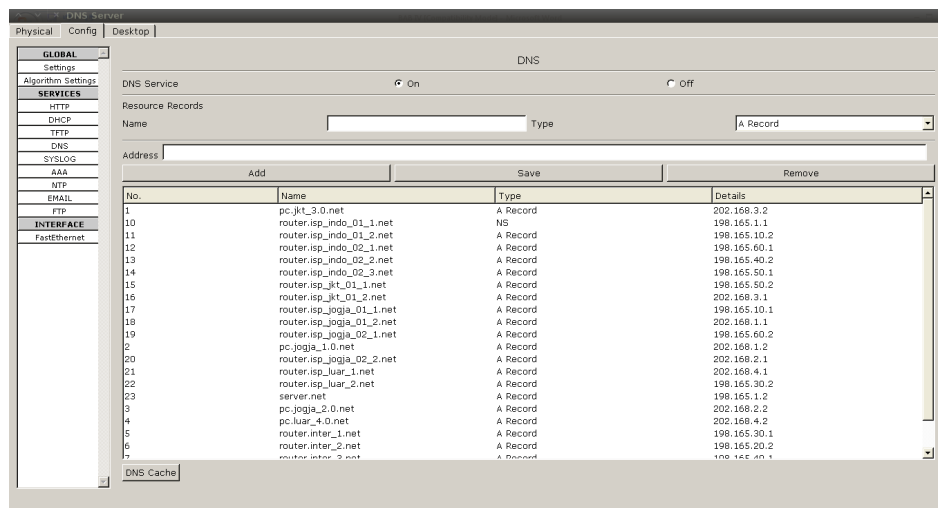 DNS Server
Physical Config Desktop
GLOBAL
Settings
Algorithm Settings
SERVICES
HTTP
DHCP
TFTP
DNS
SYSLOG
AAA
NTP
EMAIL
FTP
INTERFACE
FastEthernet
DNS
DNS Service On Off
Resource Records
Name Type A Record
Address
Add Save Remove
No. Name Type Details
1 pc.jkt_3.0.net A Record 202.168.3.2
10 router.isp_indo_01_1.net NS 198.165.1.1
11 router.isp_indo_01_2.net A Record 198.165.10.2
12 router.isp_indo_02_1.net A Record 198.165.60.1
13 router.isp_indo_02_2.net A Record 198.165.40.2
14 router.isp_indo_02_3.net A Record 198.165.50.1
15 router.isp_jkt_01_1.net A Record 198.165.50.2
16 router.isp_jkt_01_2.net A Record 202.168.3.1
17 router.isp_jogja_01_1.net A Record 198.165.10.1
18 router.isp_jogja_01_2.net A Record 202.168.1.1
19 router.isp_jogja_02_1.net A Record 198.165.60.2
2 pc.jogja_1.0.net A Record 202.168.1.2
20 router.isp_jogja_02_2.net A Record 202.168.2.1
21 router.isp_luar_1.net A Record 202.168.4.1
22 router.isp_luar_2.net A Record 198.165.30.2
23 server.net A Record 198.165.1.2
3 pc.jogja_2.0.net A Record 202.168.2.2
4 pc.luar_4.0.net A Record 202.168.4.2
5 router.inter_1.net A Record 198.165.30.1
6 router.inter_2.net A Record 198.165.20.2
7 router.inter_3.net A Record 198.165.40.1
DNS Cache